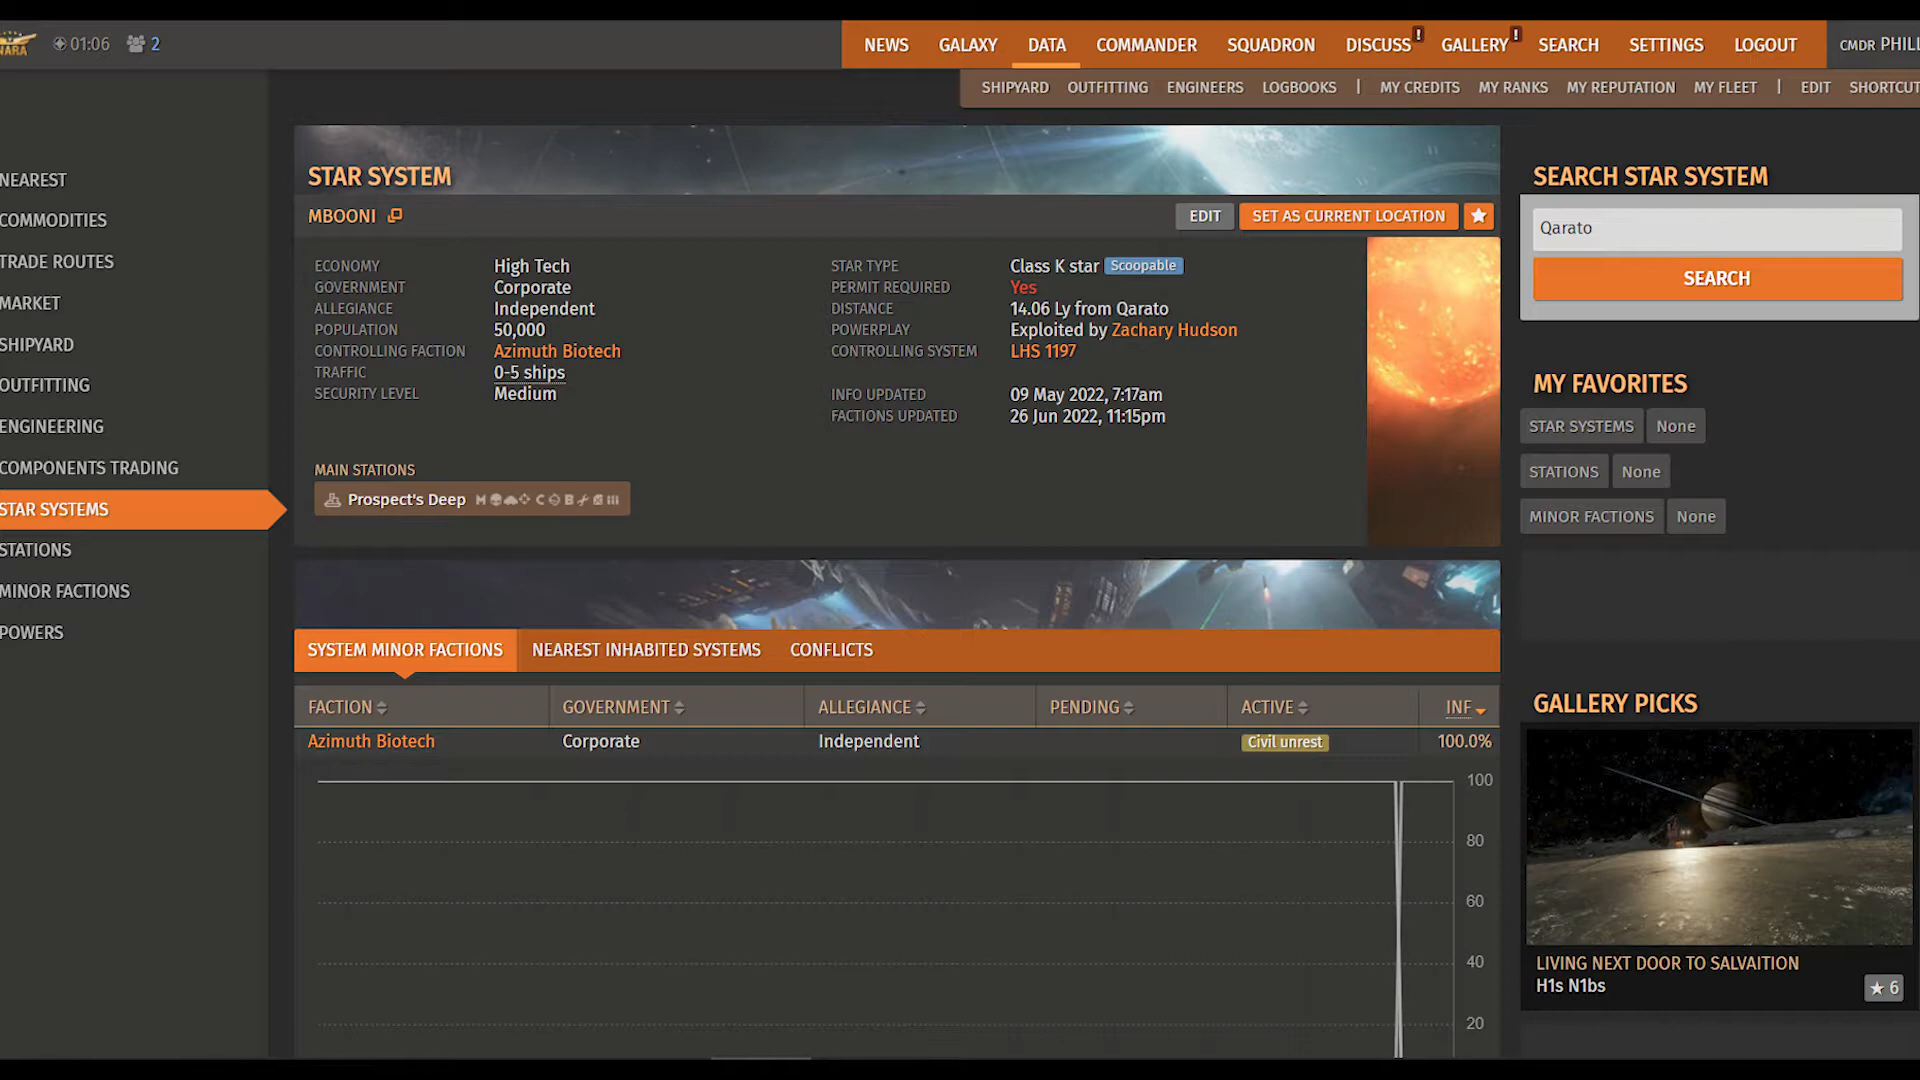 NARA
01:06
2
NEWS
GALAXY
DATA
COMMANDER
SQUADRON
DISCUSS !
GALLERY !
SEARCH
SETTINGS
LOGOUT
CMDR PHILL
SHIPYARD
OUTFITTING
ENGINEERS
LOGBOOKS
|
MY CREDITS
MY RANKS
MY REPUTATION
MY FLEET
|
EDIT
SHORTCUT
NEAREST
COMMODITIES
TRADE ROUTES
MARKET
SHIPYARD
OUTFITTING
ENGINEERING
COMPONENTS TRADING
STAR SYSTEMS
STATIONS
MINOR FACTIONS
POWERS
STAR SYSTEM
MBOONI
EDIT
SET AS CURRENT LOCATION
ECONOMY High Tech
GOVERNMENT Corporate
ALLEGIANCE Independent
POPULATION 50,000
CONTROLLING FACTION Azimuth Biotech
TRAFFIC 0-5 ships
SECURITY LEVEL Medium
STAR TYPE Class K star Scoopable
PERMIT REQUIRED Yes
DISTANCE 14.06 Ly from Qarato
POWERPLAY Exploited by Zachary Hudson
CONTROLLING SYSTEM LHS 1197
INFO UPDATED 09 May 2022, 7:17am
FACTIONS UPDATED 26 Jun 2022, 11:15pm
MAIN STATIONS
Prospect's Deep
SYSTEM MINOR FACTIONS
NEAREST INHABITED SYSTEMS
CONFLICTS
FACTION GOVERNMENT ALLEGIANCE PENDING ACTIVE INF
Azimuth Biotech Corporate Independent Civil unrest 100.0%
100
80
60
40
20
SEARCH STAR SYSTEM
Qarato
SEARCH
MY FAVORITES
STAR SYSTEMS None
STATIONS None
MINOR FACTIONS None
GALLERY PICKS
LIVING NEXT DOOR TO SALVAITION
H1s N1bs
6